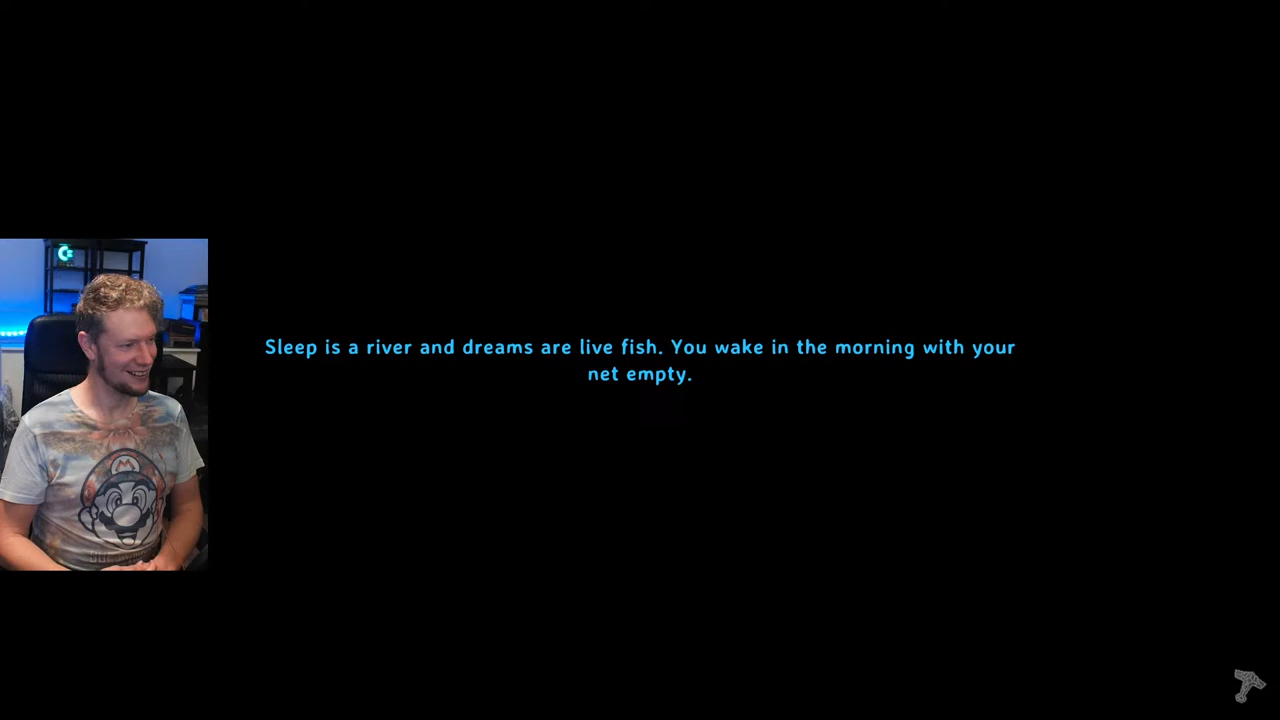 Sleep is a river and dreams are live fish. You wake in the morning with your
net empty.